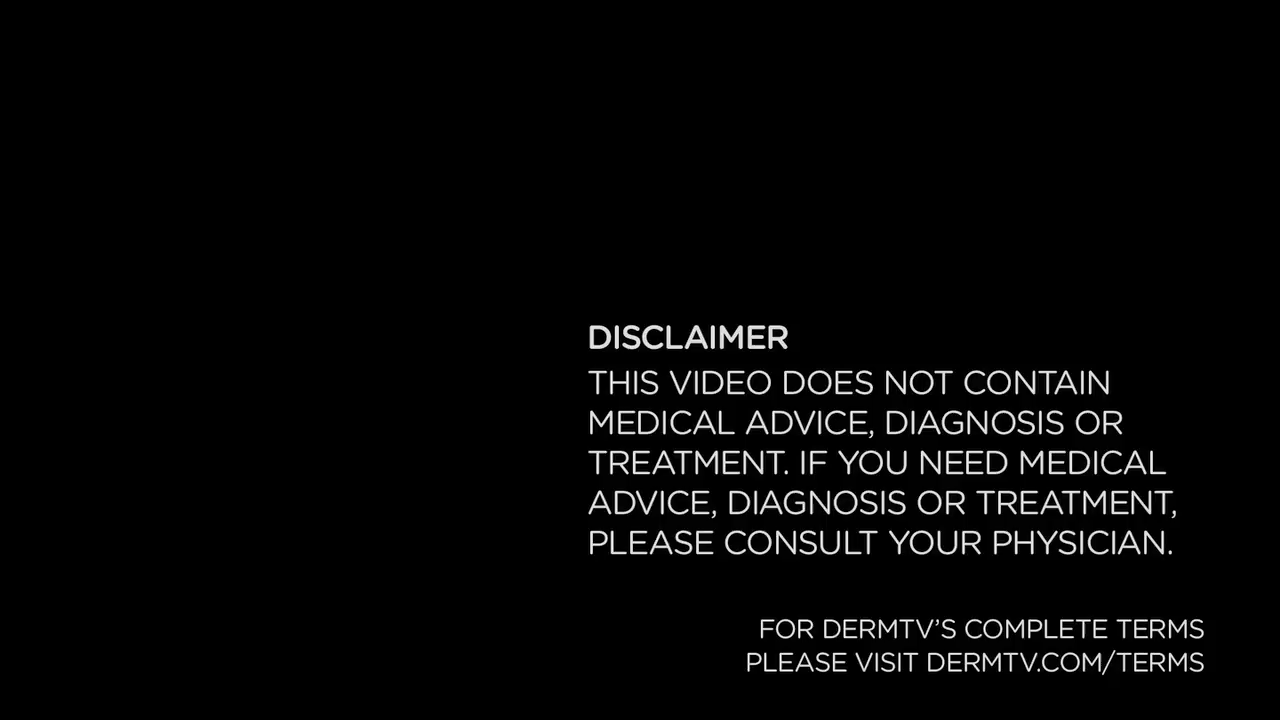 DISCLAIMER
THIS VIDEO DOES NOT CONTAIN
MEDICAL ADVICE, DIAGNOSIS OR
TREATMENT. IF YOU NEED MEDICAL
ADVICE, DIAGNOSIS OR TREATMENT,
PLEASE CONSULT YOUR PHYSICIAN.
FOR DERMTV’S COMPLETE TERMS
PLEASE VISIT DERMTV.COM/TERMS